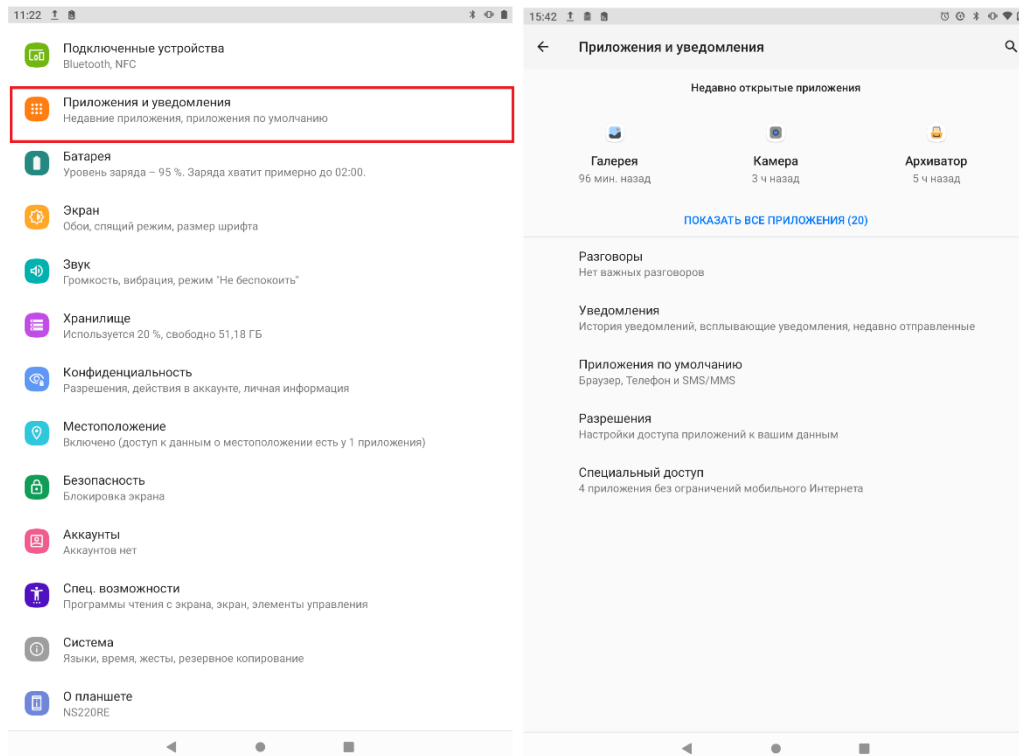 11:22
Подключенные устройства
Bluetooth, NFC
Приложения и уведомления
Недавние приложения, приложения по умолчанию
Батарея
Уровень заряда – 95 %. Заряда хватит примерно до 02:00.
Экран
Обои, спящий режим, размер шрифта
Звук
Громкость, вибрация, режим "Не беспокоить"
Хранилище
Используется 20 %, свободно 51,18 ГБ
Конфиденциальность
Разрешения, действия в аккаунте, личная информация
Местоположение
Включено (доступ к данным о местоположении есть у 1 приложения)
Безопасность
Блокировка экрана
Аккаунты
Аккаунтов нет
Спец. возможности
Программы чтения с экрана, экран, элементы управления
Система
Языки, время, жесты, резервное копирование
О планшете
NS220RE
15:42
Приложения и уведомления
Недавно открытые приложения
Галерея Камера Архиватор
96 мин. назад 3 ч назад 5 ч назад
ПОКАЗАТЬ ВСЕ ПРИЛОЖЕНИЯ (20)
Разговоры
Нет важных разговоров
Уведомления
История уведомлений, всплывающие уведомления, недавно отправленные
Приложения по умолчанию
Браузер, Телефон и SMS/MMS
Разрешения
Настройки доступа приложений к вашим данным
Специальный доступ
4 приложения без ограничений мобильного Интернета